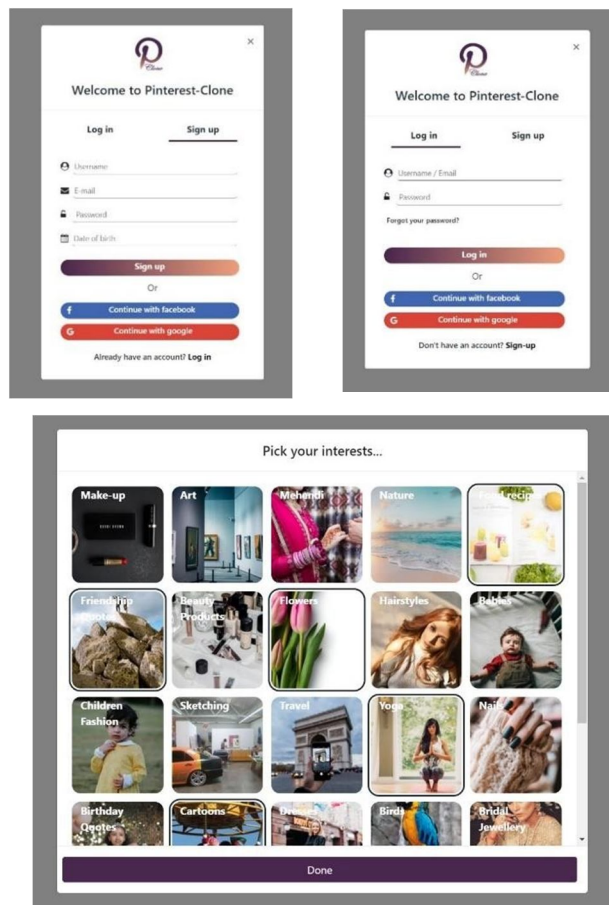 Clone
×
Welcome to Pinterest-Clone
Log in
Sign up
Username
E-mail
Password
Date of birth
Sign up
Or
f Continue with facebook
G Continue with google
Already have an account? Log in
Clone
×
Welcome to Pinterest-Clone
Log in
Sign up
Username / Email
Password
Forgot your password?
Log in
Or
f Continue with facebook
G Continue with google
Don't have an account? Sign-up
Pick your interests...
Make-up
Art
Mehendi
Nature
Food recipes
Friendship
Quotes
Beauty
Products
Flowers
Hairstyles
Babies
Children
Fashion
Sketching
Travel
Yoga
Nails
Birthday
Quotes
Cartoons
Dresses
Birds
Bridal
Jewellery
Done